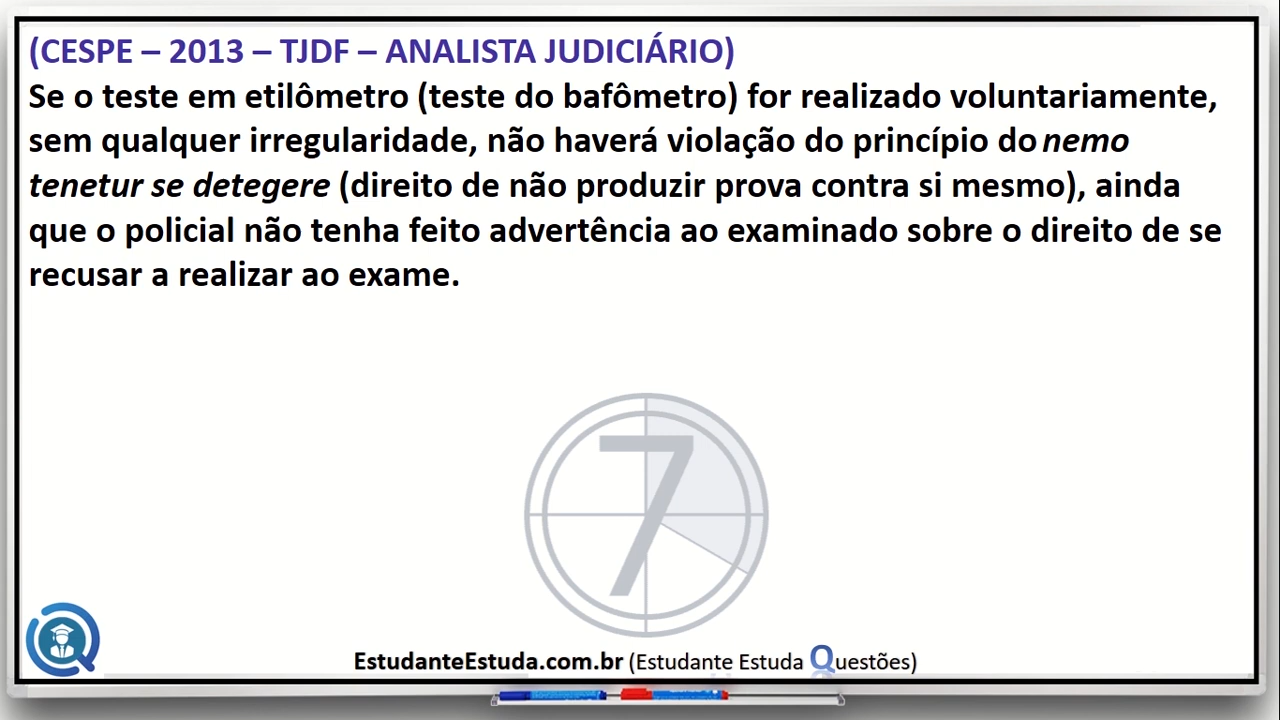 (CESPE – 2013 – TJDF – ANALISTA JUDICIÁRIO)
Se o teste em etilômetro (teste do bafômetro) for realizado voluntariamente,
sem qualquer irregularidade, não haverá violação do princípio do nemo
tenetur se detegere (direito de não produzir prova contra si mesmo), ainda
que o policial não tenha feito advertência ao examinado sobre o direito de se
recusar a realizar ao exame.
7
EstudanteEstuda.com.br (Estudante Estuda Questões)